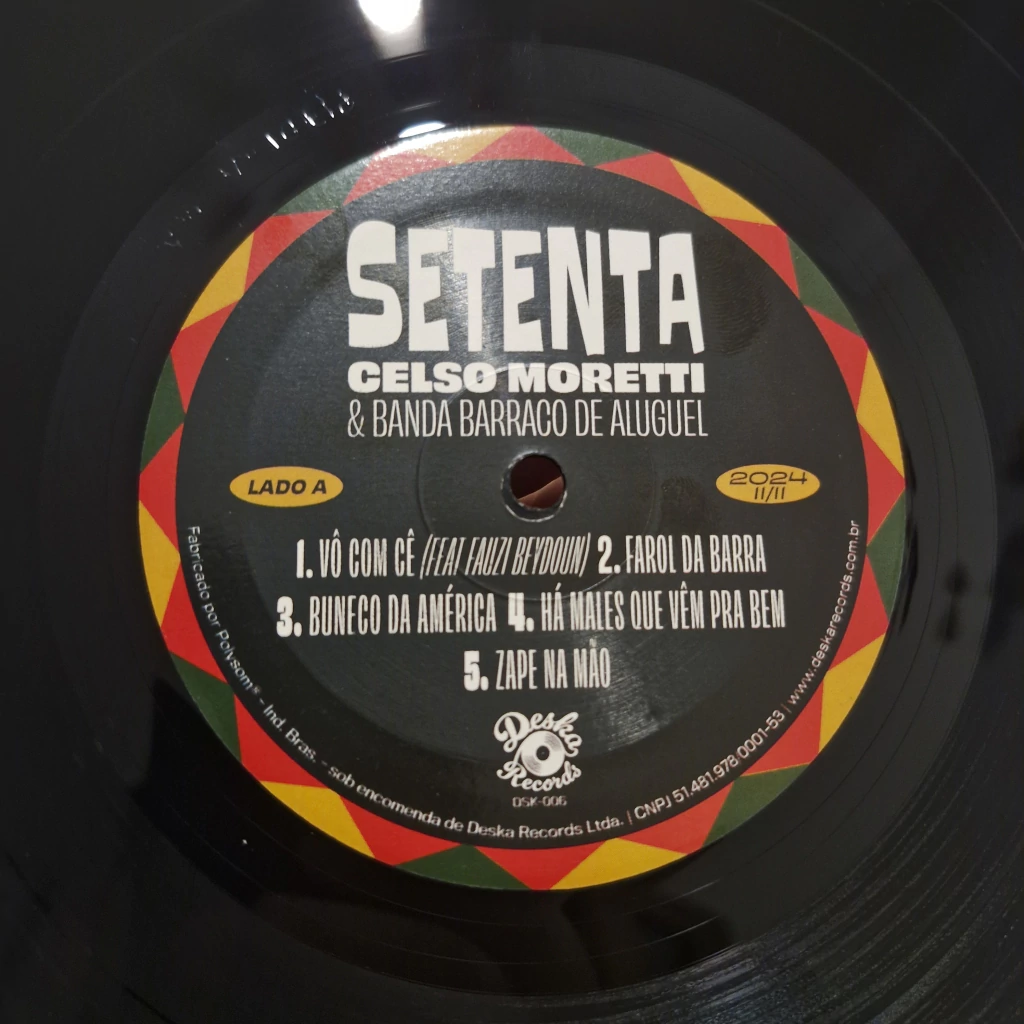 SETENTA
CELSO MORETTI
& BANDA BARRACO DE ALUGUEL
LADO A
2024
11/11
1. VÔ COM CÊ (FEAT FAUZI BEYDOUN) 2. FAROL DA BARRA
3. BUNECO DA AMÉRICA 4. HÁ MALES QUE VÊM PRA BEM
5. ZAPE NA MÃO
Deska
Records
DSK-006
Fabricado por Polysom® - Ind. Bras. - sob encomenda de Deska Records Ltda. | CNPJ 51.481.978/0001-53 | www.deskarecords.com.br